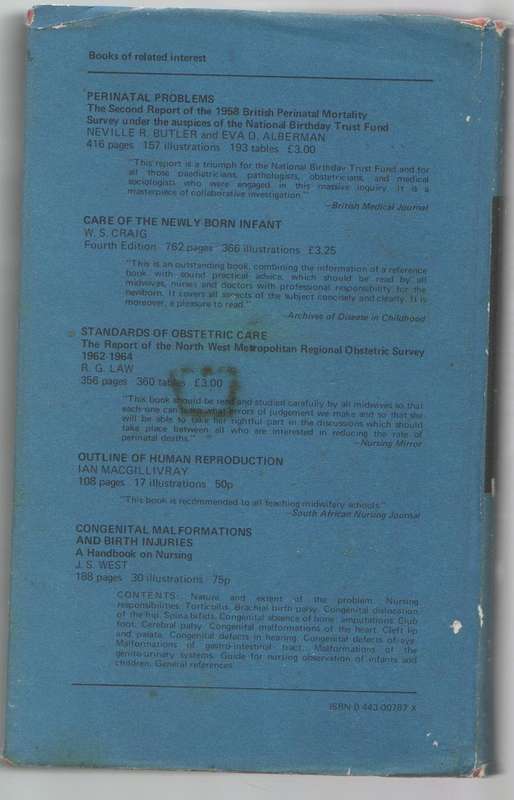 Books of related interest
PERINATAL PROBLEMS
The Second Report of the 1958 British Perinatal Mortality
Survey under the auspices of the National Birthday Trust Fund
NEVILLE R. BUTLER and EVA D. ALBERMAN
416 pages 157 illustrations 193 tables £3.00
"This report is a triumph for the National Birthday Trust Fund and for
all those paediatricians, pathologists, obstetricians, and medical
sociologists who were engaged in this massive inquiry. It is a
masterpiece of collaborative investigation."
—British Medical Journal
CARE OF THE NEWLY BORN INFANT
W. S. CRAIG
Fourth Edition 762 pages 366 illustrations £3.25
"This is an outstanding book, combining the information of a reference
book with sound practical advice, which should be read by all
midwives, nurses and doctors with professional responsibility for the
newborn. It covers all aspects of the subject concisely and clearly. It is
moreover, a pleasure to read."
—Archives of Disease in Childhood
STANDARDS OF OBSTETRIC CARE
The Report of the North West Metropolitan Regional Obstetric Survey
1962-1964
R. G. LAW
356 pages 360 tables £3.00
"This book should be read and studied carefully by all midwives so that
each one can what errors of judgement we make and so that she
will be able to take her rightful part in the discussions which should
take place between all who are interested in reducing the rate of
perinatal deaths."
—Nursing Mirror
OUTLINE OF HUMAN REPRODUCTION
IAN MACGILLIVRAY
108 pages 17 illustrations 50p
"This book is recommended to all teaching midwifery schools."
—South African Nursing Journal
CONGENITAL MALFORMATIONS
AND BIRTH INJURIES
A Handbook on Nursing
J. S. WEST
188 pages 30 illustrations 75p
CONTENTS: Nature and extent of the problem. Nursing
responsibilities. Torticollis. Brachial birth palsy. Congenital dislocation
of the hip. Spina bifida. Congenital absence of bone: amputations. Club
foot. Cerebral palsy. Congenital malformations of the heart. Cleft lip
and palate. Congenital defects in hearing. Congenital defects of eye.
Malformations of gastro-intestinal tract. Malformations of the
genito-urinary systems. Guide for nursing observation of infants and
children. General references.
ISBN 0 443 00787 X